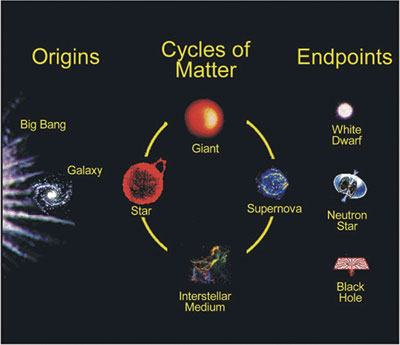 Origins
Cycles of
Matter
Endpoints
Big Bang
Galaxy
Star
Giant
Supernova
Interstellar
Medium
White
Dwarf
Neutron
Star
Black
Hole